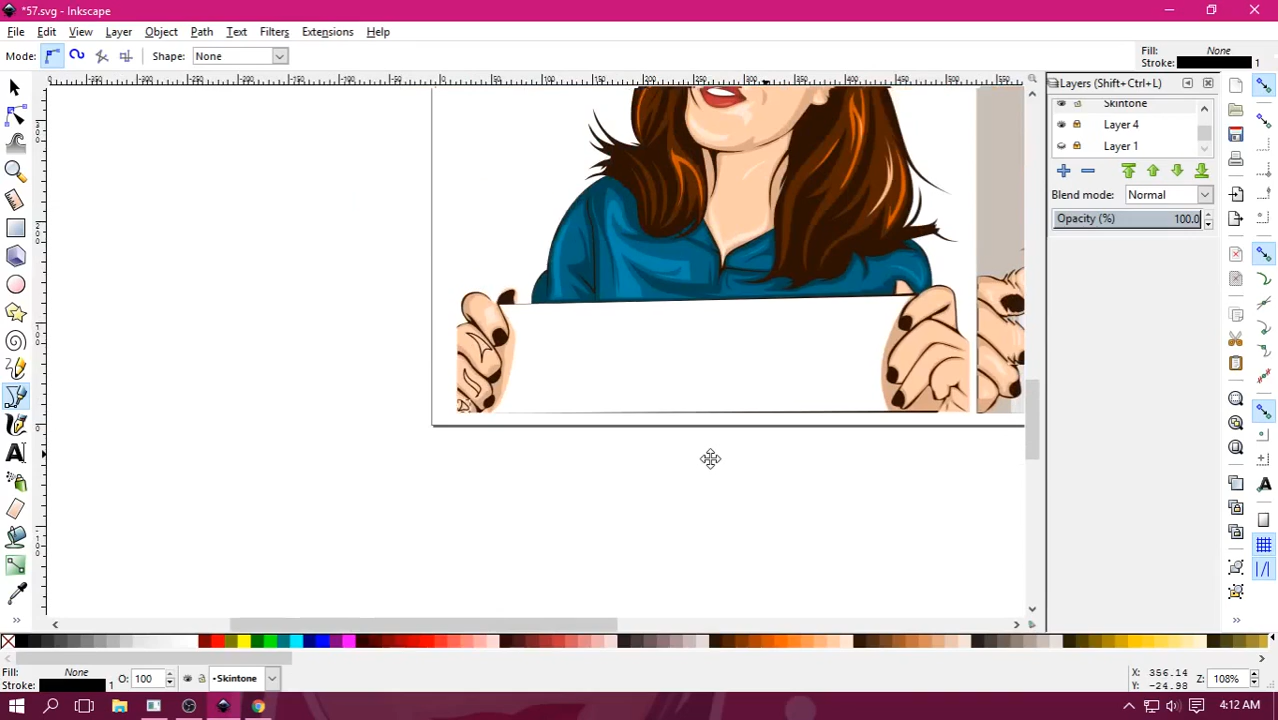 *57.svg - Inkscape
File Edit View Layer Object Path Text Filters Extensions Help
Mode: Shape: None
Fill: None
Stroke: 1
Layers (Shift+Ctrl+L)
Skintone
Layer 4
Layer 1
Blend mode: Normal
Opacity (%) 100.0
Fill: None
Stroke: 1
O: 100
•Skintone
X: 356.14
Y: -24.98
Z: 108%
4:12 AM